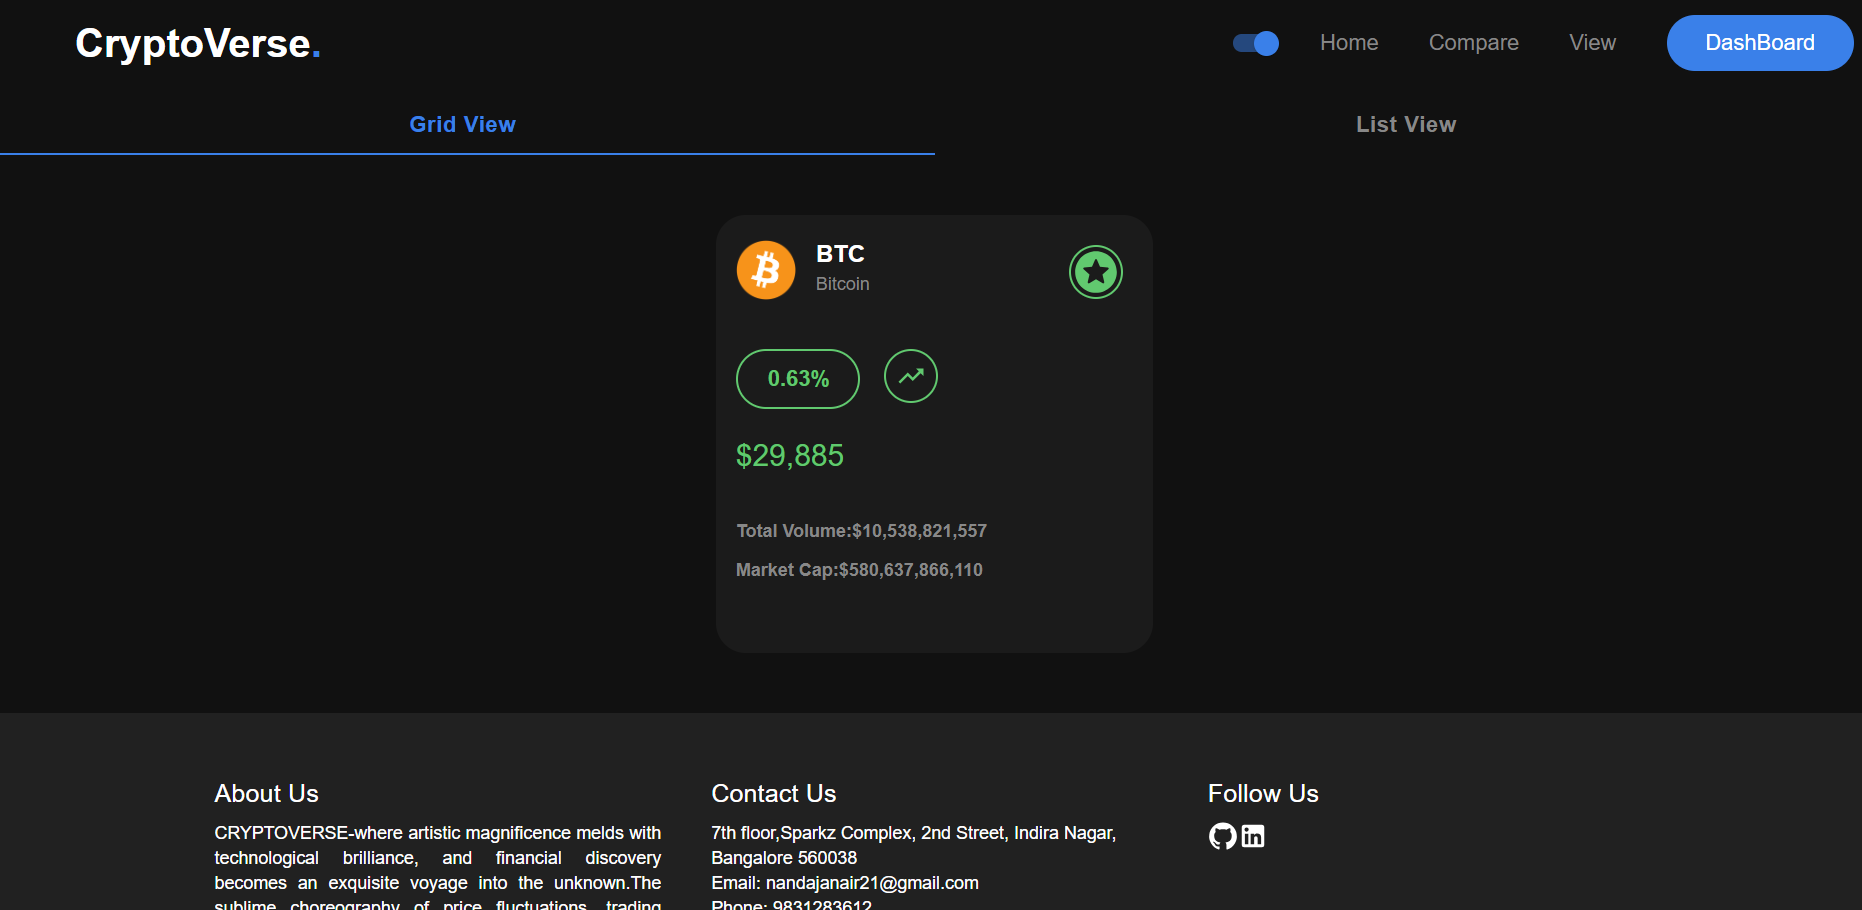 CryptoVerse.
Home
Compare
View
DashBoard
Grid View
List View
BTC
Bitcoin
0.63%
$29,885
Total Volume:$10,538,821,557
Market Cap:$580,637,866,110
About Us
CRYPTOVERSE-where artistic magnificence melds with
technological brilliance, and financial discovery
becomes an exquisite voyage into the unknown.The
sublime choreography of price fluctuations, trading
Contact Us
7th floor,Sparkz Complex, 2nd Street, Indira Nagar,
Bangalore 560038
Email: nandajanair21@gmail.com
Phone: 9831283612
Follow Us